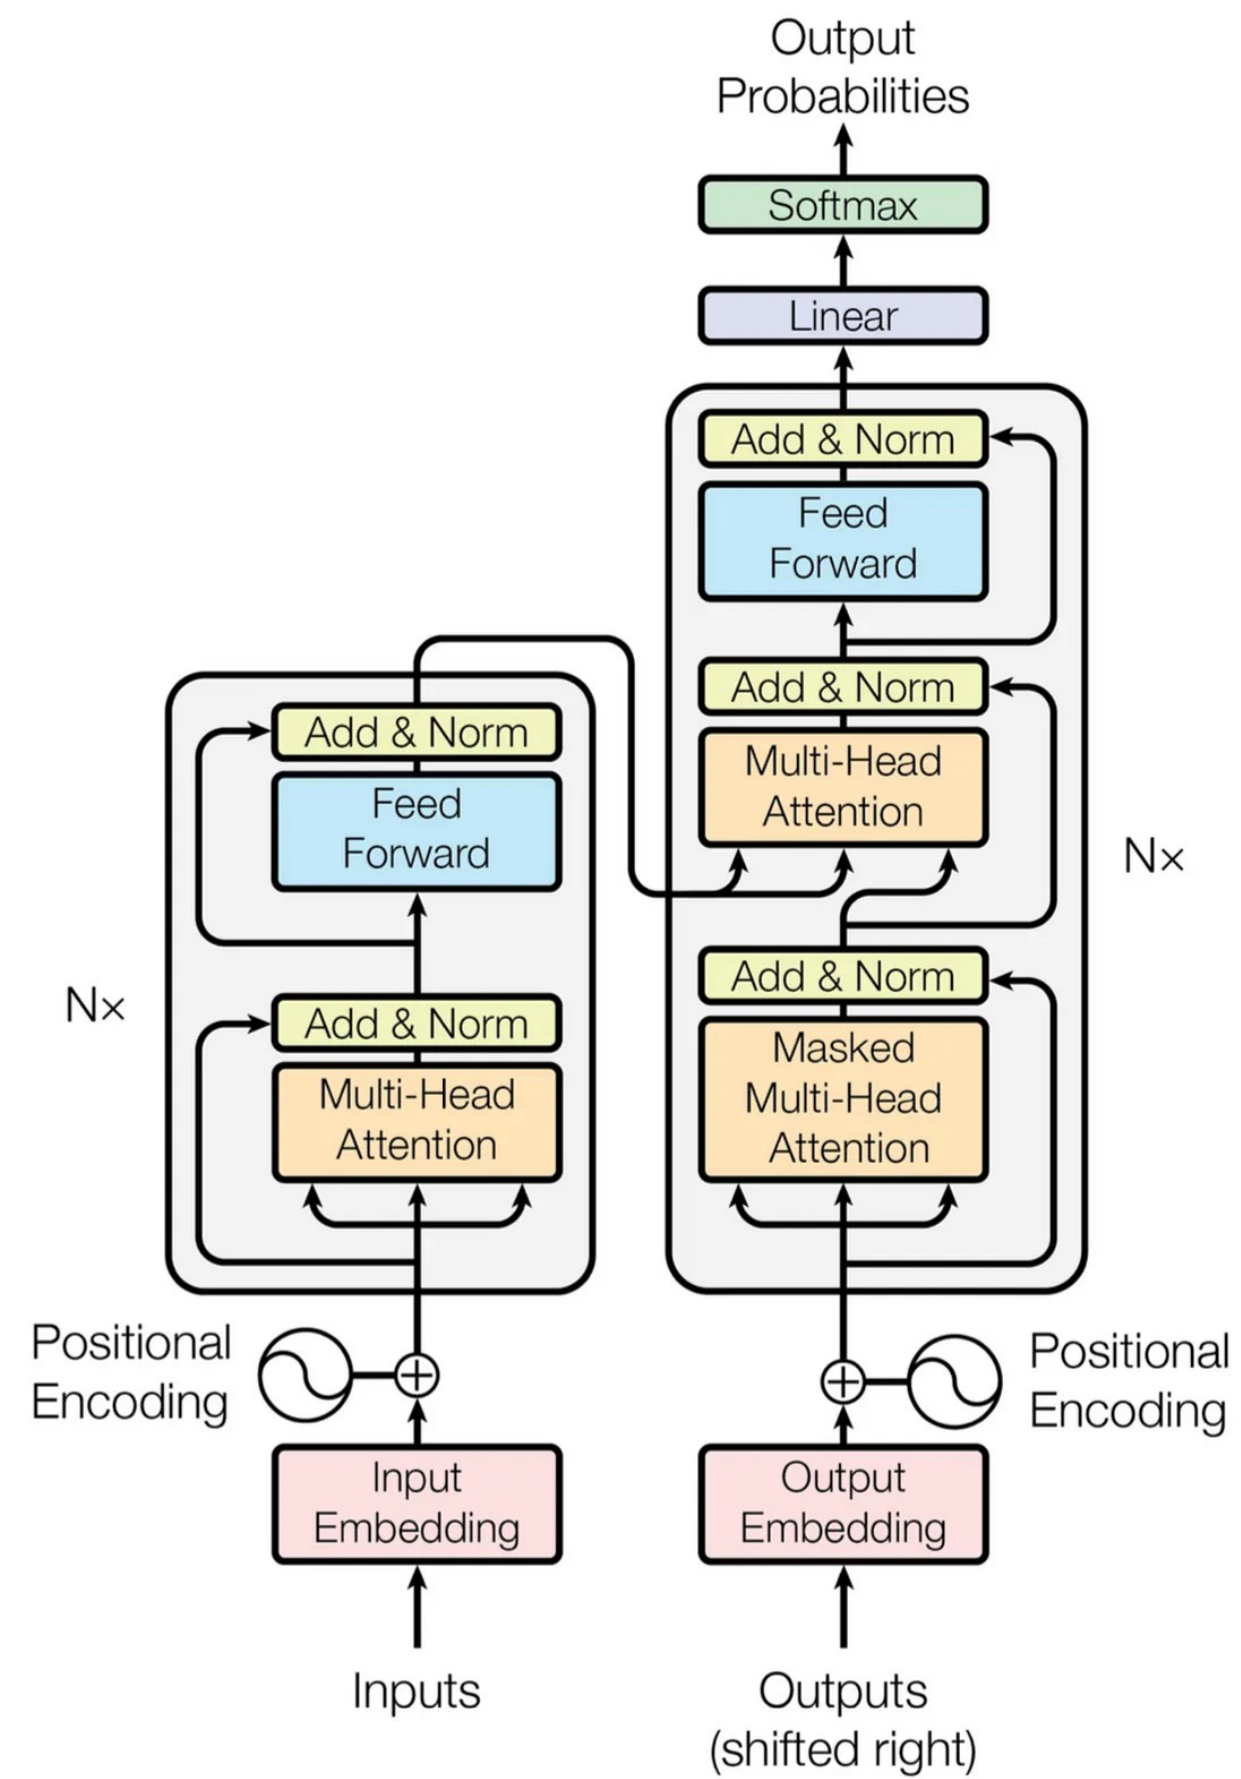 Output
Probabilities
Softmax
Linear
Add & Norm
Feed
Forward
Add & Norm
Multi-Head
Attention
Nx
Add & Norm
Masked
Multi-Head
Attention
Add & Norm
Feed
Forward
Nx
Add & Norm
Multi-Head
Attention
Positional
Encoding
Positional
Encoding
Input
Embedding
Output
Embedding
Inputs
Outputs
(shifted right)